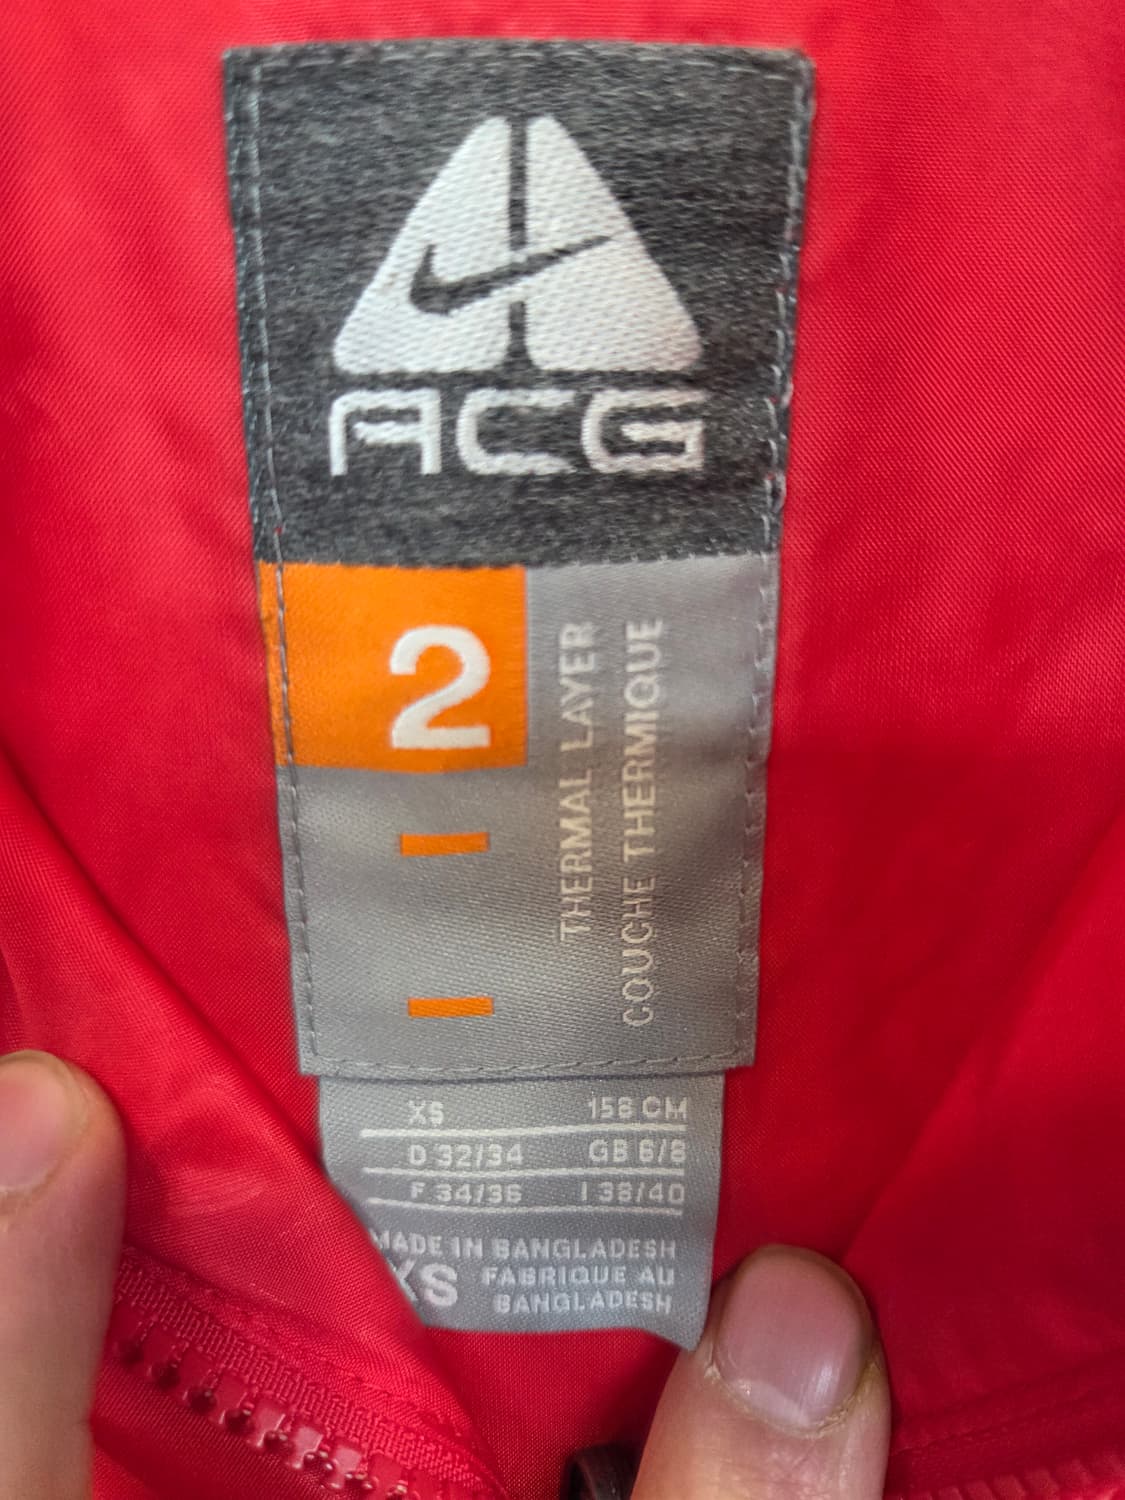 ACG
2
THERMAL LAYER
COUCHE THERMIQUE
XS 158 CM
D 32/34 GB 6/8
F 34/36 I 38/40
MADE IN BANGLADESH
XS FABRIQUE AU
BANGLADESH